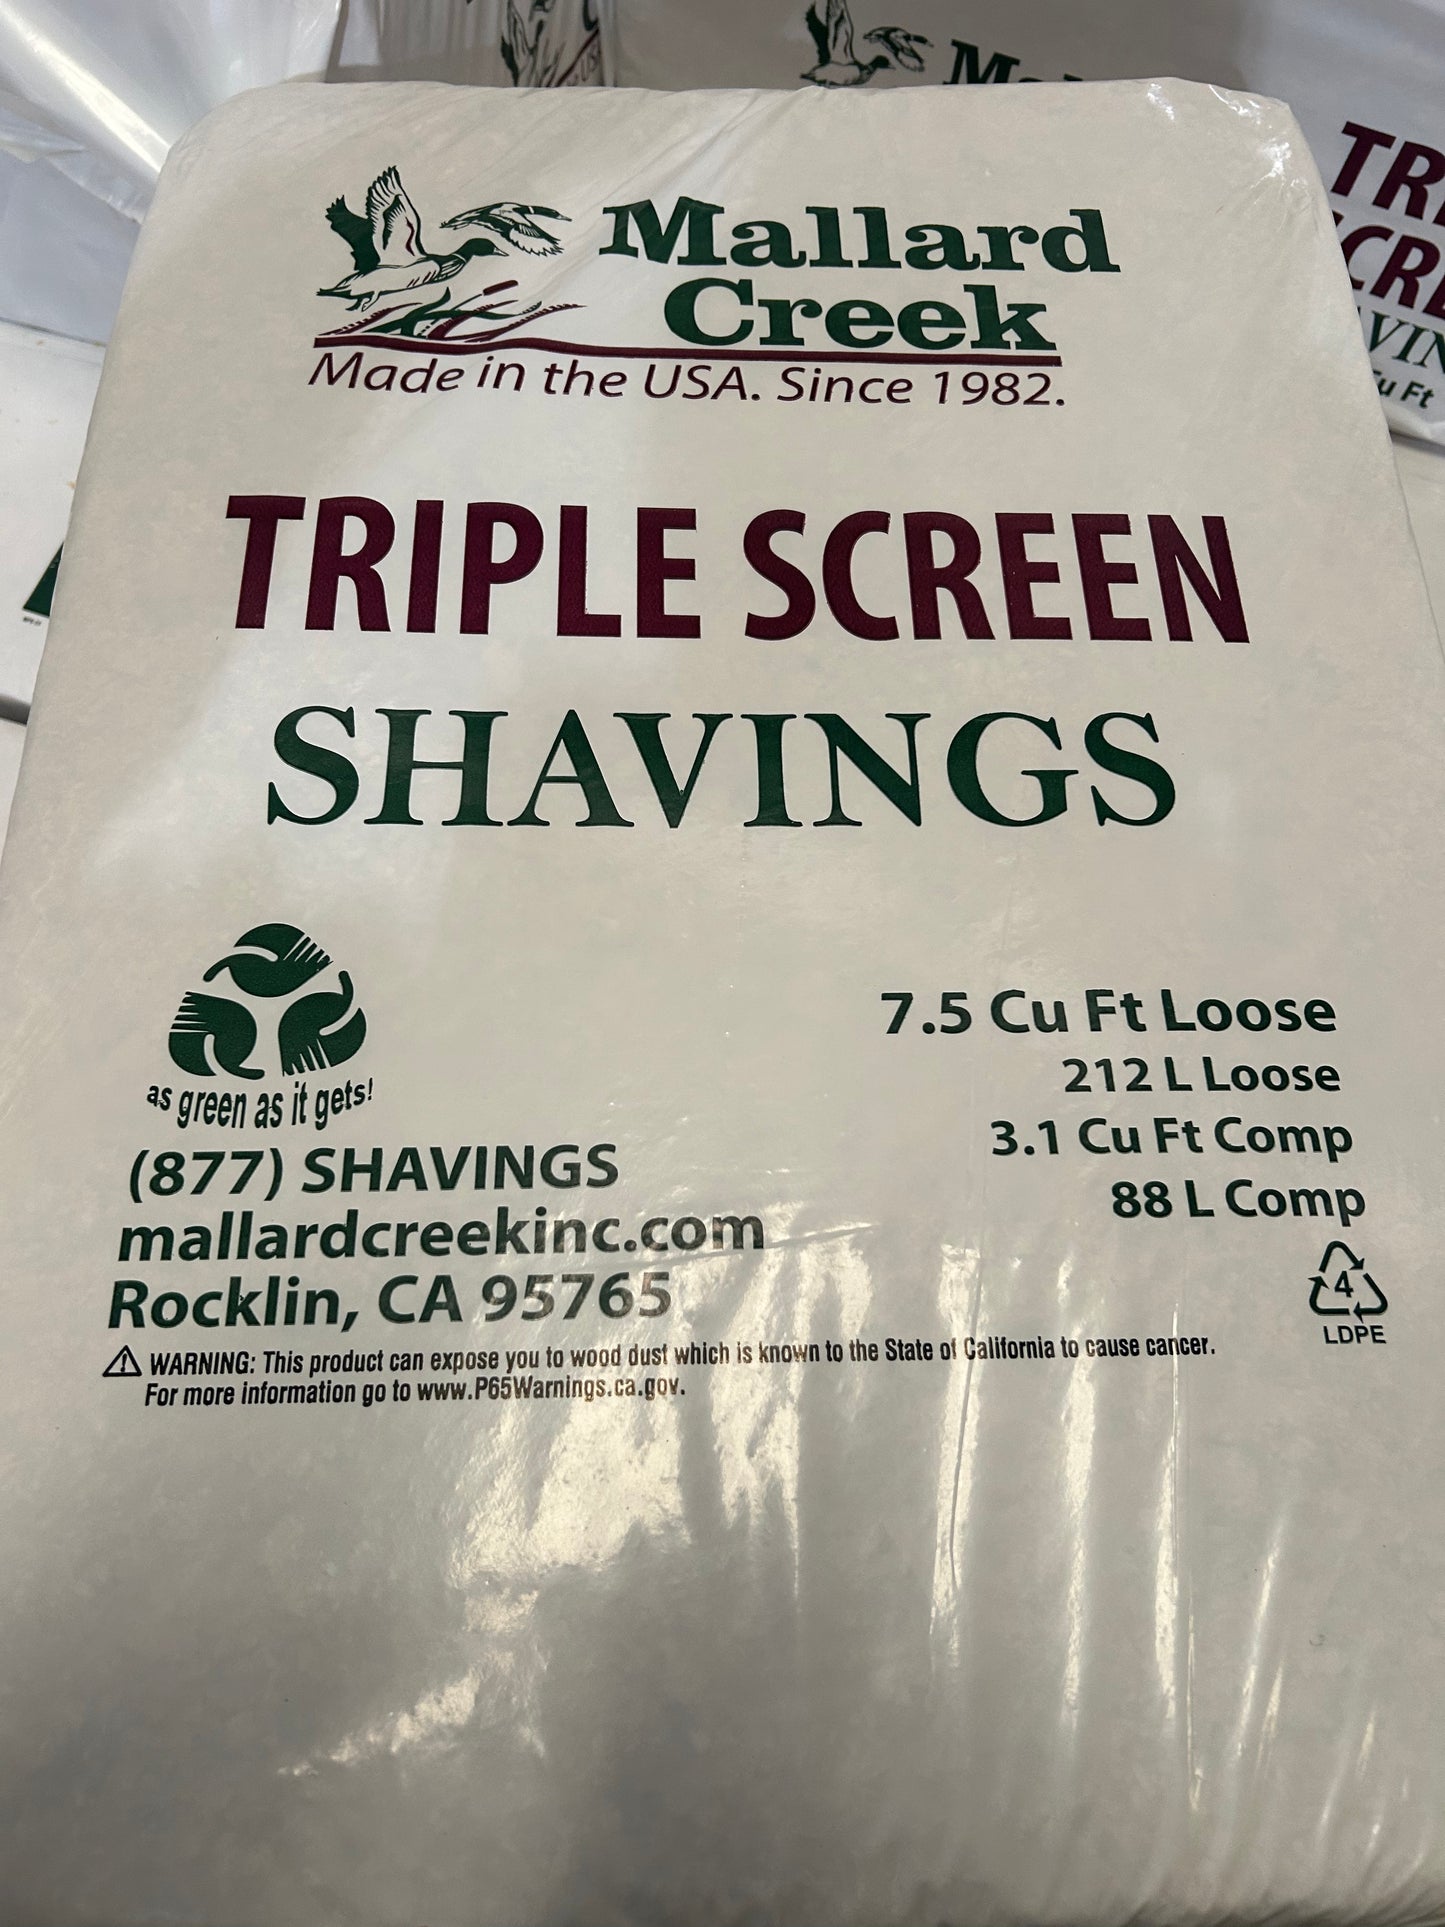 Mallard
Creek
Made in the USA. Since 1982.
TRIPLE SCREEN
SHAVINGS
as green as it gets!
(877) SHAVINGS
mallardcreekinc.com
Rocklin, CA 95765
7.5 Cu Ft Loose
212 L Loose
3.1 Cu Ft Comp
88 L Comp
4
LDPE
WARNING: This product can expose you to wood dust which is known to the State of California to cause cancer.
For more information go to www.P65Warnings.ca.gov.